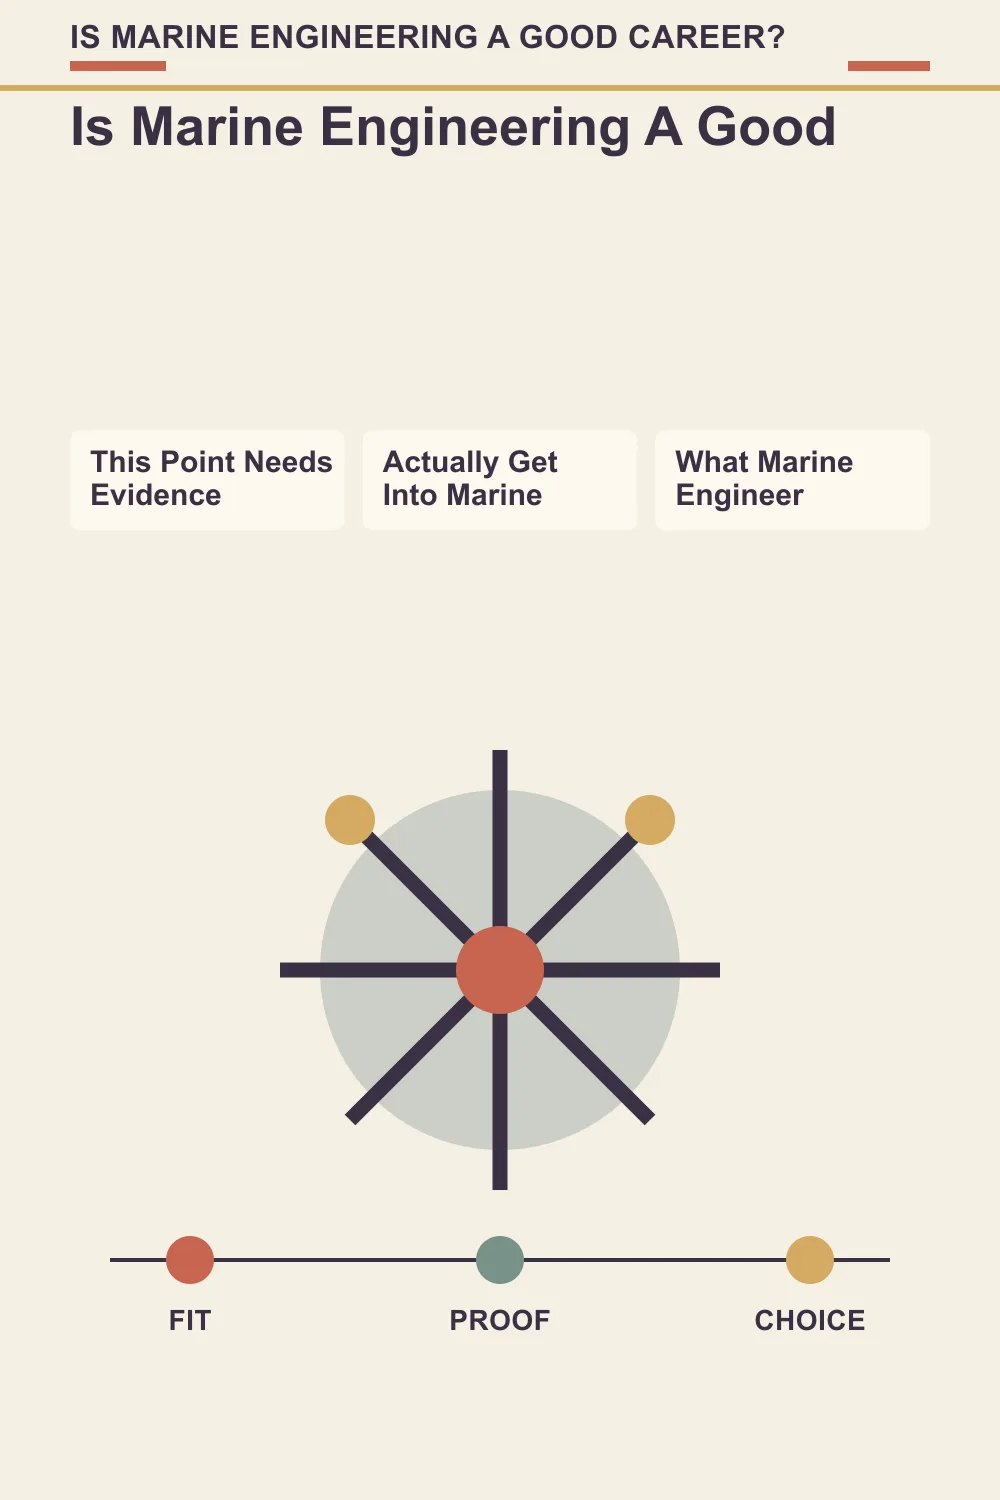 IS MARINE ENGINEERING A GOOD CAREER?
Is Marine Engineering A Good
This Point Needs
Evidence
Actually Get
Into Marine
What Marine
Engineer
FIT
PROOF
CHOICE